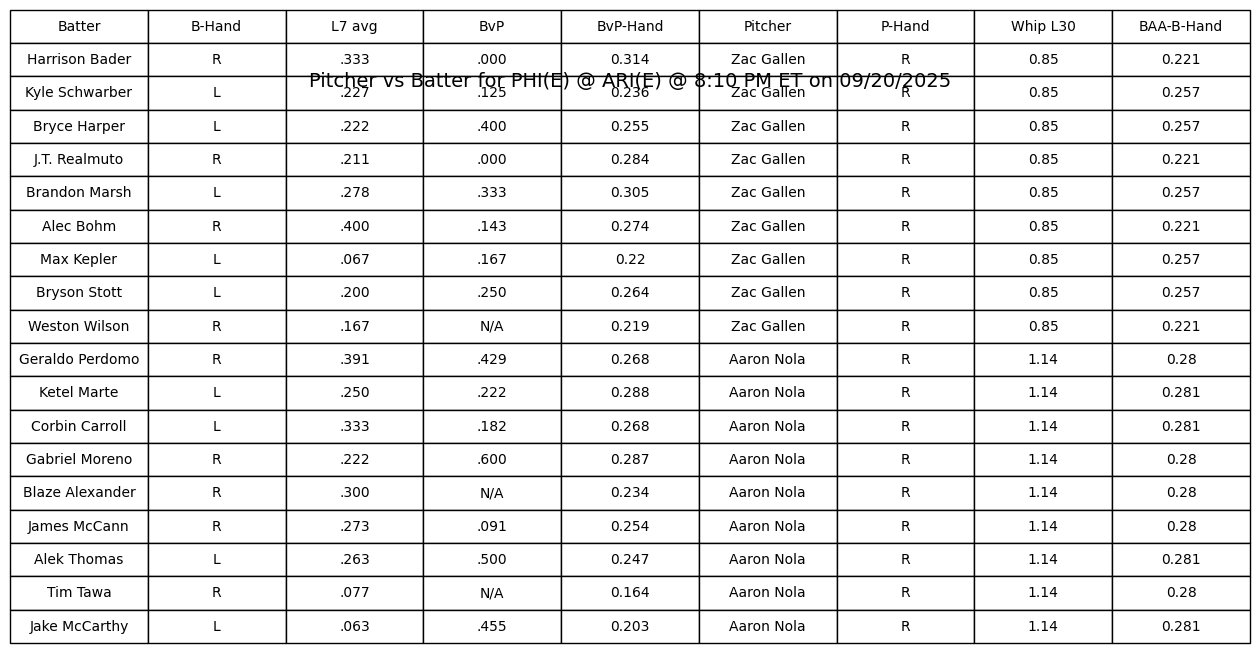 Batter B-Hand L7 avg BvP BvP-Hand Pitcher P-Hand Whip L30 BAA-B-Hand
Harrison Bader R .333 .000 0.314 Zac Gallen R 0.85 0.221
Pitcher vs Batter for PHI(E) @ ARI(E) @ 8:10 PM ET on 09/20/2025
Kyle Schwarber L .227 .125 0.236 Zac Gallen R 0.85 0.257
Bryce Harper L .222 .400 0.255 Zac Gallen R 0.85 0.257
J.T. Realmuto R .211 .000 0.284 Zac Gallen R 0.85 0.221
Brandon Marsh L .278 .333 0.305 Zac Gallen R 0.85 0.257
Alec Bohm R .400 .143 0.274 Zac Gallen R 0.85 0.221
Max Kepler L .067 .167 0.22 Zac Gallen R 0.85 0.257
Bryson Stott L .200 .250 0.264 Zac Gallen R 0.85 0.257
Weston Wilson R .167 N/A 0.219 Zac Gallen R 0.85 0.221
Geraldo Perdomo R .391 .429 0.268 Aaron Nola R 1.14 0.28
Ketel Marte L .250 .222 0.288 Aaron Nola R 1.14 0.281
Corbin Carroll L .333 .182 0.268 Aaron Nola R 1.14 0.281
Gabriel Moreno R .222 .600 0.287 Aaron Nola R 1.14 0.28
Blaze Alexander R .300 N/A 0.234 Aaron Nola R 1.14 0.28
James McCann R .273 .091 0.254 Aaron Nola R 1.14 0.28
Alek Thomas L .263 .500 0.247 Aaron Nola R 1.14 0.281
Tim Tawa R .077 N/A 0.164 Aaron Nola R 1.14 0.28
Jake McCarthy L .063 .455 0.203 Aaron Nola R 1.14 0.281